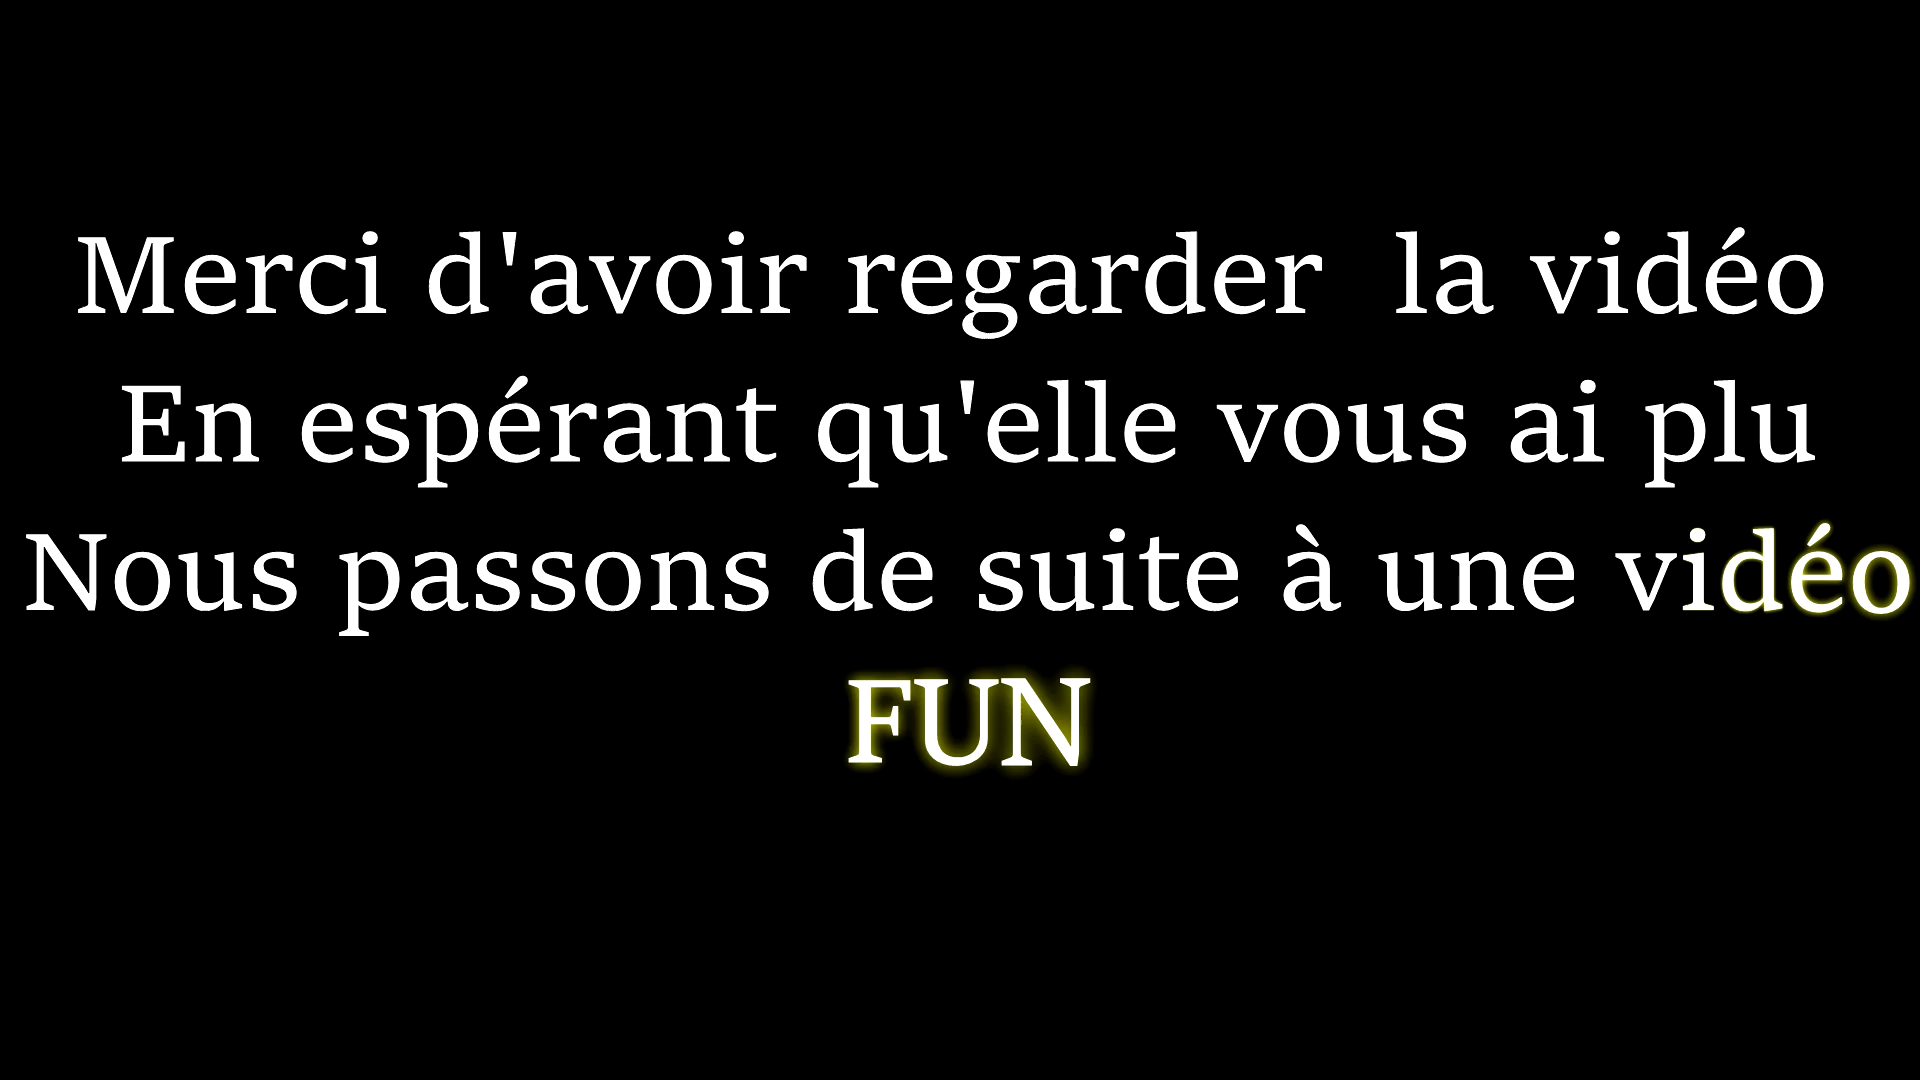 Merci d'avoir regarder  la vidéo
En espérant qu'elle vous ai plu
Nous passons de suite à une vidéo
FUN